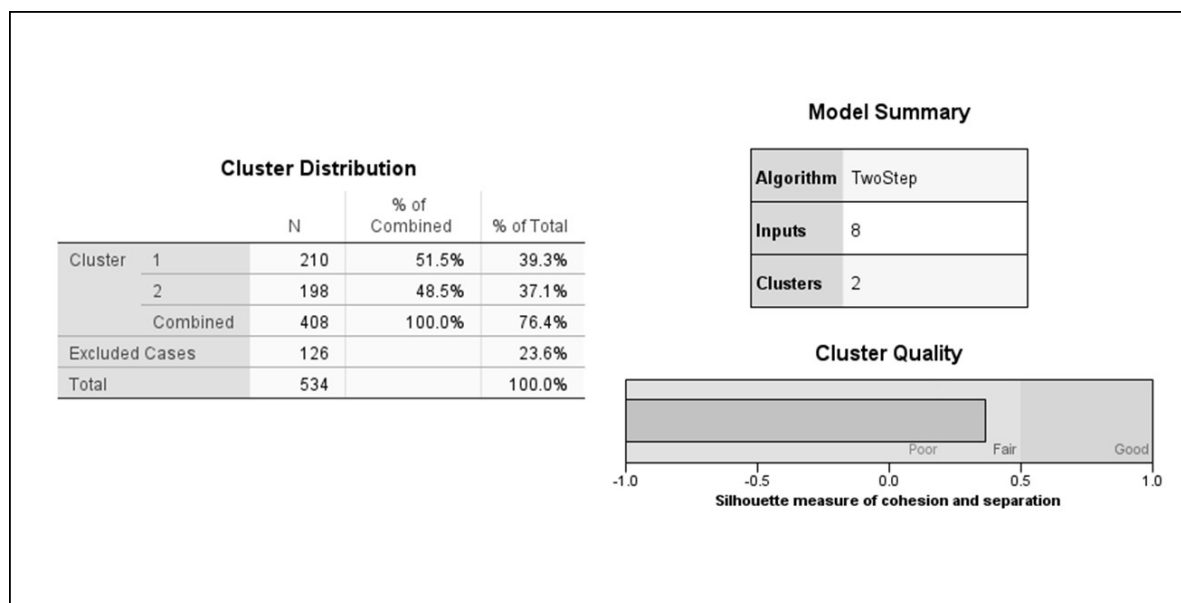 Cluster Distribution
N % of Combined % of Total
Cluster 1 210 51.5% 39.3%
2 198 48.5% 37.1%
Combined 408 100.0% 76.4%
Excluded Cases 126 23.6%
Total 534 100.0%
Model Summary
Algorithm TwoStep
Inputs 8
Clusters 2
Cluster Quality
Poor Fair Good
-1.0 -0.5 0.0 0.5 1.0
Silhouette measure of cohesion and separation